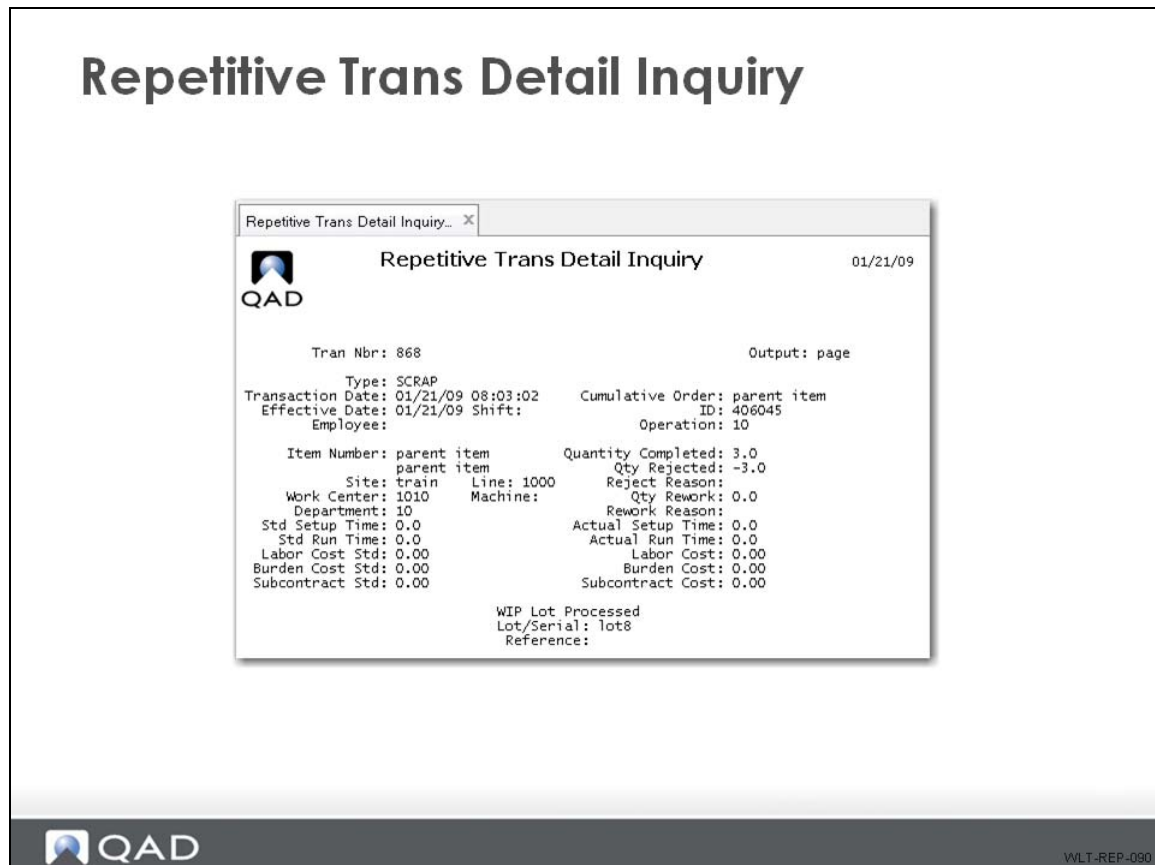 Repetitive Trans Detail Inquiry
Repetitive Trans Detail Inquiry... x
QAD
Repetitive Trans Detail Inquiry 01/21/09
Tran Nbr: 868 Output: page
Type: SCRAP
Transaction Date: 01/21/09 08:03:02 Cumulative Order: parent item
Effective Date: 01/21/09 Shift: ID: 406045
Employee: Operation: 10
Item Number: parent item Quantity Completed: 3.0
parent item Qty Rejected: -3.0
Site: train Line: 1000 Reject Reason:
Work Center: 1010 Machine: Qty Rework: 0.0
Department: 10 Rework Reason:
Std Setup Time: 0.0 Actual Setup Time: 0.0
Std Run Time: 0.0 Actual Run Time: 0.0
Labor Cost Std: 0.00 Labor Cost: 0.00
Burden Cost Std: 0.00 Burden Cost: 0.00
Subcontract Std: 0.00 Subcontract Cost: 0.00
WIP Lot Processed
Lot/Serial: lot8
Reference:
QAD
WLT-REP-090